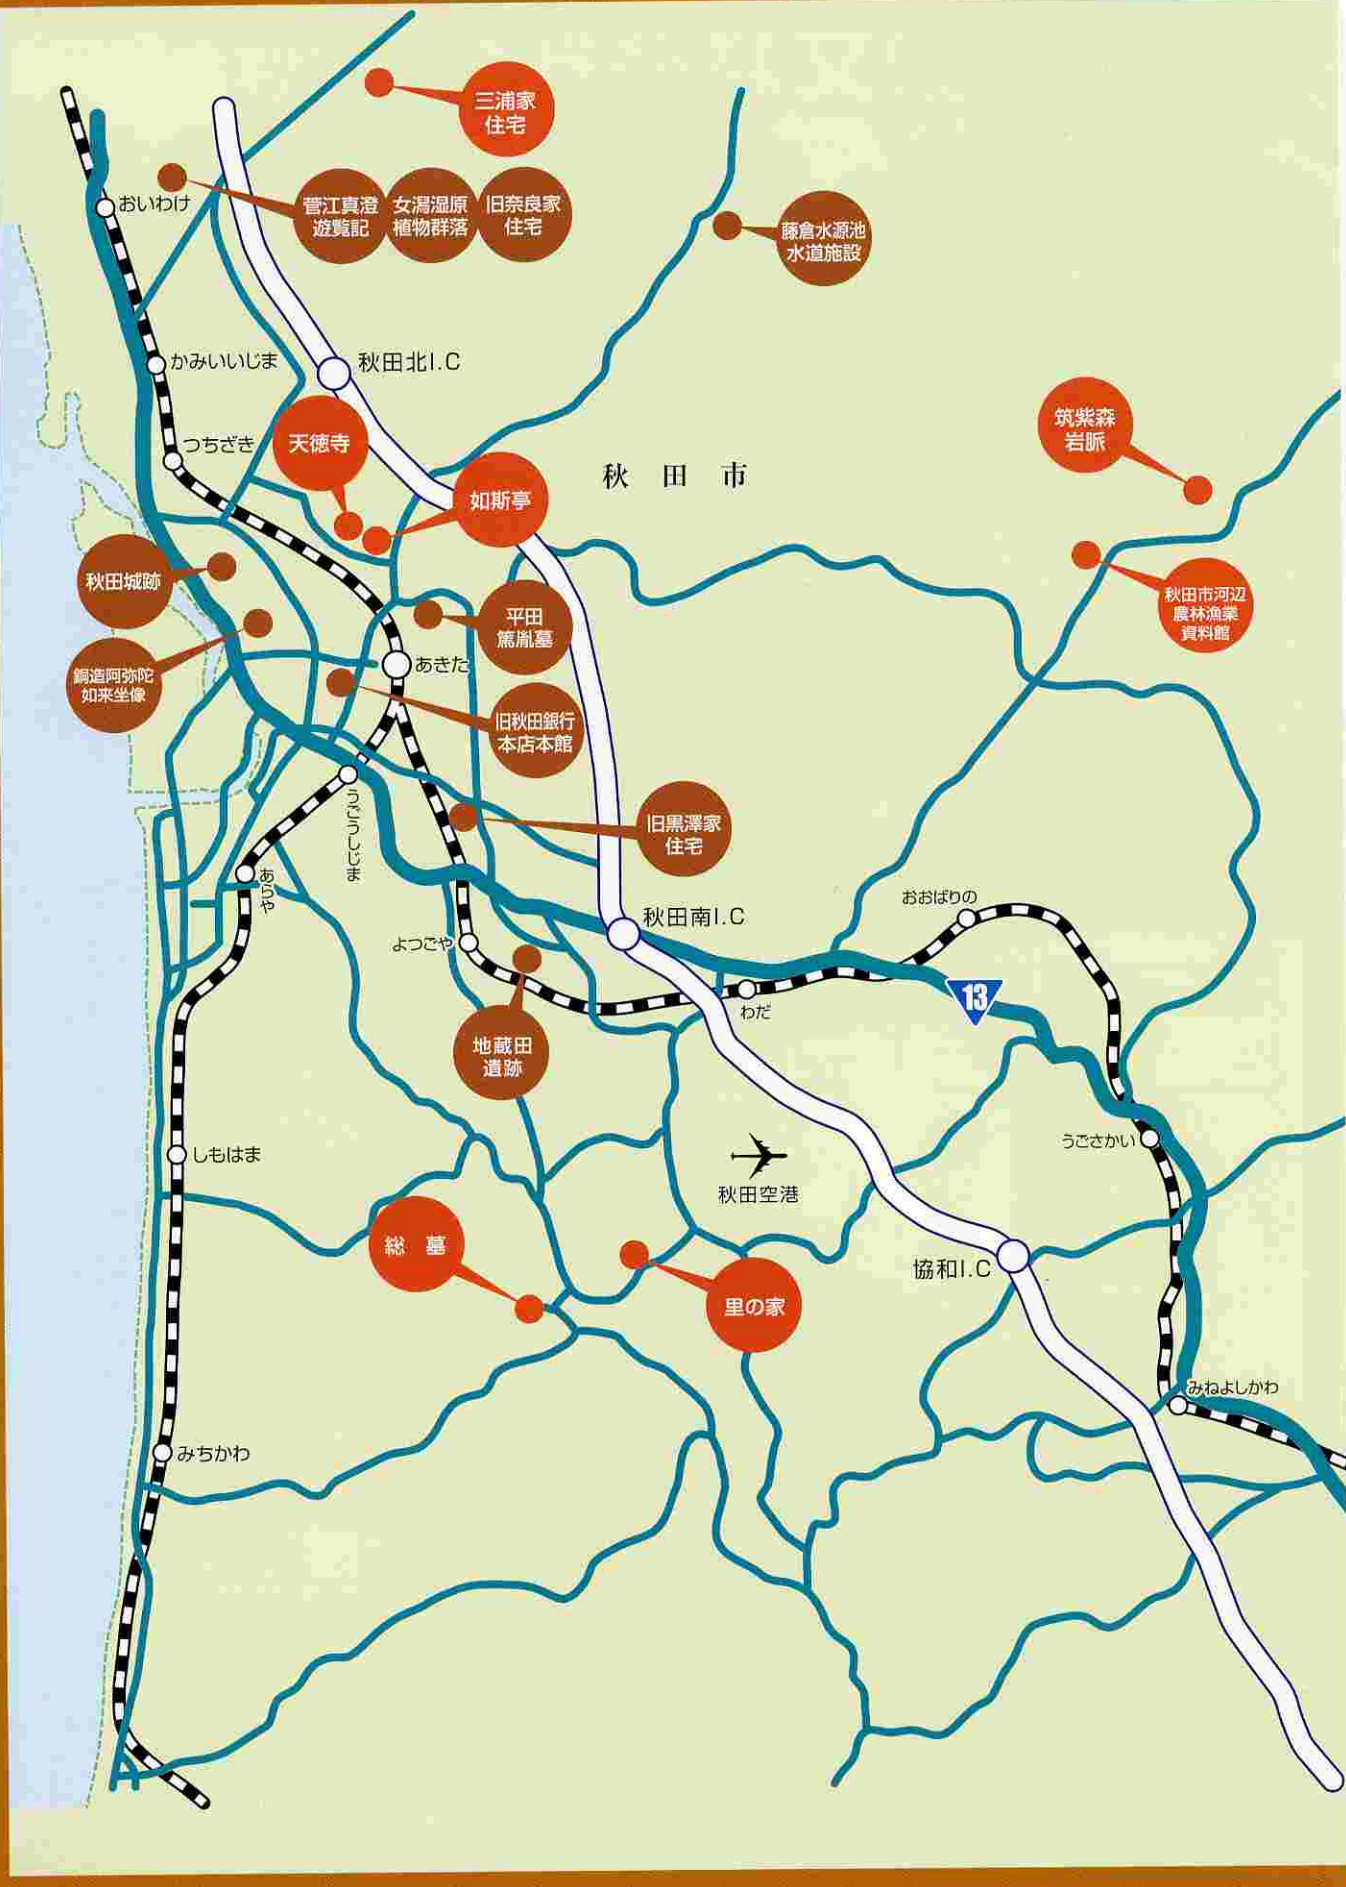 三浦家
住宅
おいわけ
菅江真澄
遊覧記
女潟湿原
植物群落
旧奈良家
住宅
藤倉水源池
水道施設
かみいいじま
秋田北I.C
つちざき
天徳寺
如斯亭
秋田市
筑紫森
岩脈
秋田城跡
平田
篤胤墓
秋田市河辺
農林漁業
資料館
銅造阿弥陀
如来坐像
あきた
旧秋田銀行
本店本館
うごうしじま
旧黒澤家
住宅
あらや
よつごや
秋田南I.C
おおばりの
わだ
13
地蔵田
遺跡
しもはま
秋田空港
うごさかい
総墓
里の家
協和I.C
みねよしかわ
みちかわ